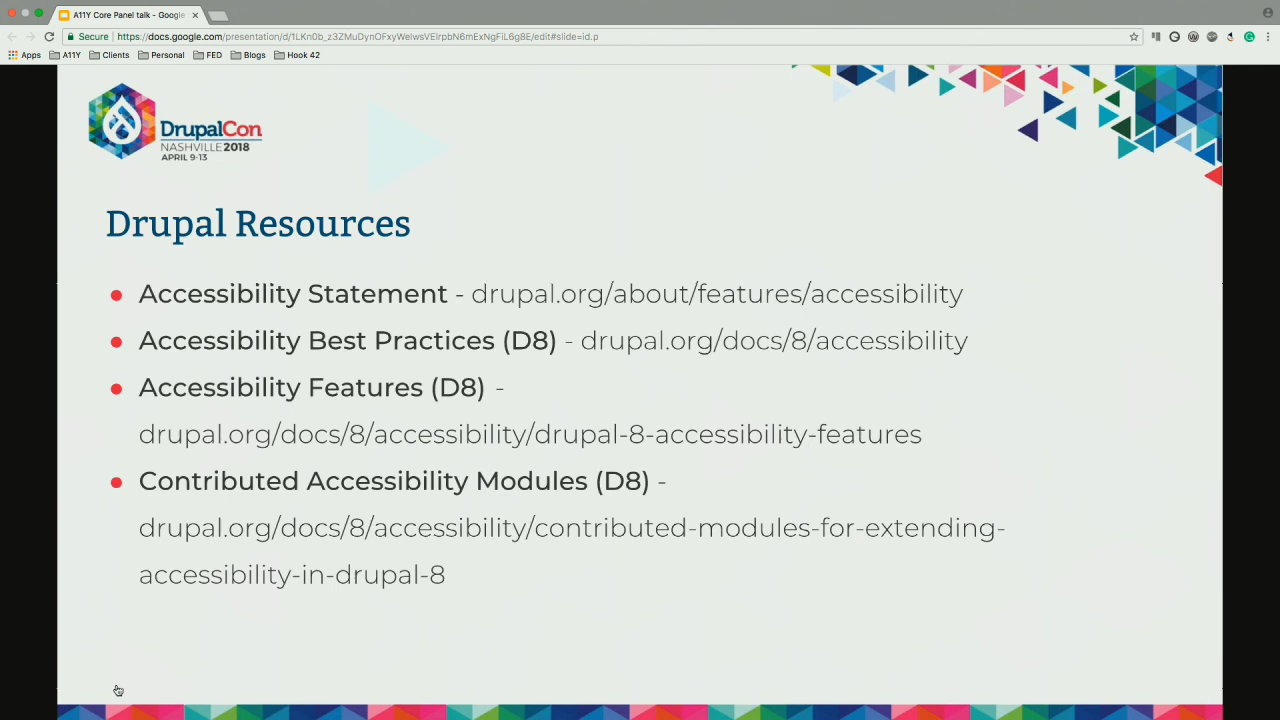 A11Y Core Panel talk - Google
Secure
https://docs.google.com/presentation/d/1LKn0b_z3ZMuDynOFxyWelwsVEIrpbN6mExNgFiL6g8E/edit#slide=id.p
Apps
A11Y
Clients
Personal
FED
Blogs
Hook 42
DrupalCon
NASHVILLE 2018
APRIL 9-13
Drupal Resources
● Accessibility Statement - drupal.org/about/features/accessibility
● Accessibility Best Practices (D8) - drupal.org/docs/8/accessibility
● Accessibility Features (D8) -
drupal.org/docs/8/accessibility/drupal-8-accessibility-features
● Contributed Accessibility Modules (D8) -
drupal.org/docs/8/accessibility/contributed-modules-for-extending-
accessibility-in-drupal-8